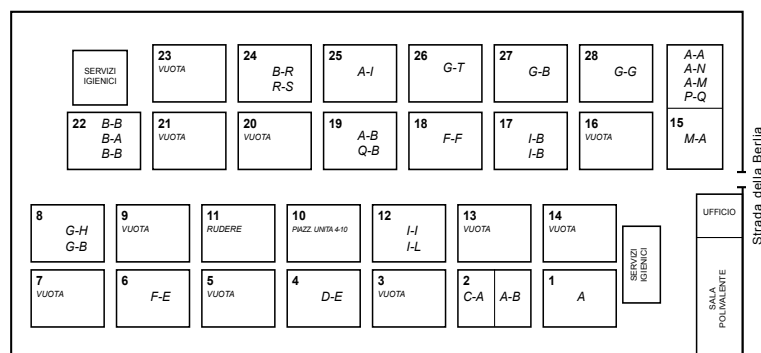 SERVIZI
IGIENICI
23
VUOTA
24
B-R
R-S
25
A-I
26
G-T
27
G-B
28
G-G
A-A
A-N
A-M
P-Q
22
B-B
B-A
B-B
21
VUOTA
20
VUOTA
19
A-B
Q-B
18
F-F
17
I-B
I-B
16
VUOTA
15
M-A
Strada della Berlia
8
G-H
G-B
9
VUOTA
11
RUDERE
10
PIAZZ. UNITA 4-10
12
I-I
I-L
13
VUOTA
14
VUOTA
UFFICIO
7
VUOTA
6
F-E
5
VUOTA
4
D-E
3
VUOTA
2
C-A
A-B
1
A
SERVIZI
IGIENICI
SALA
POLIVALENTE